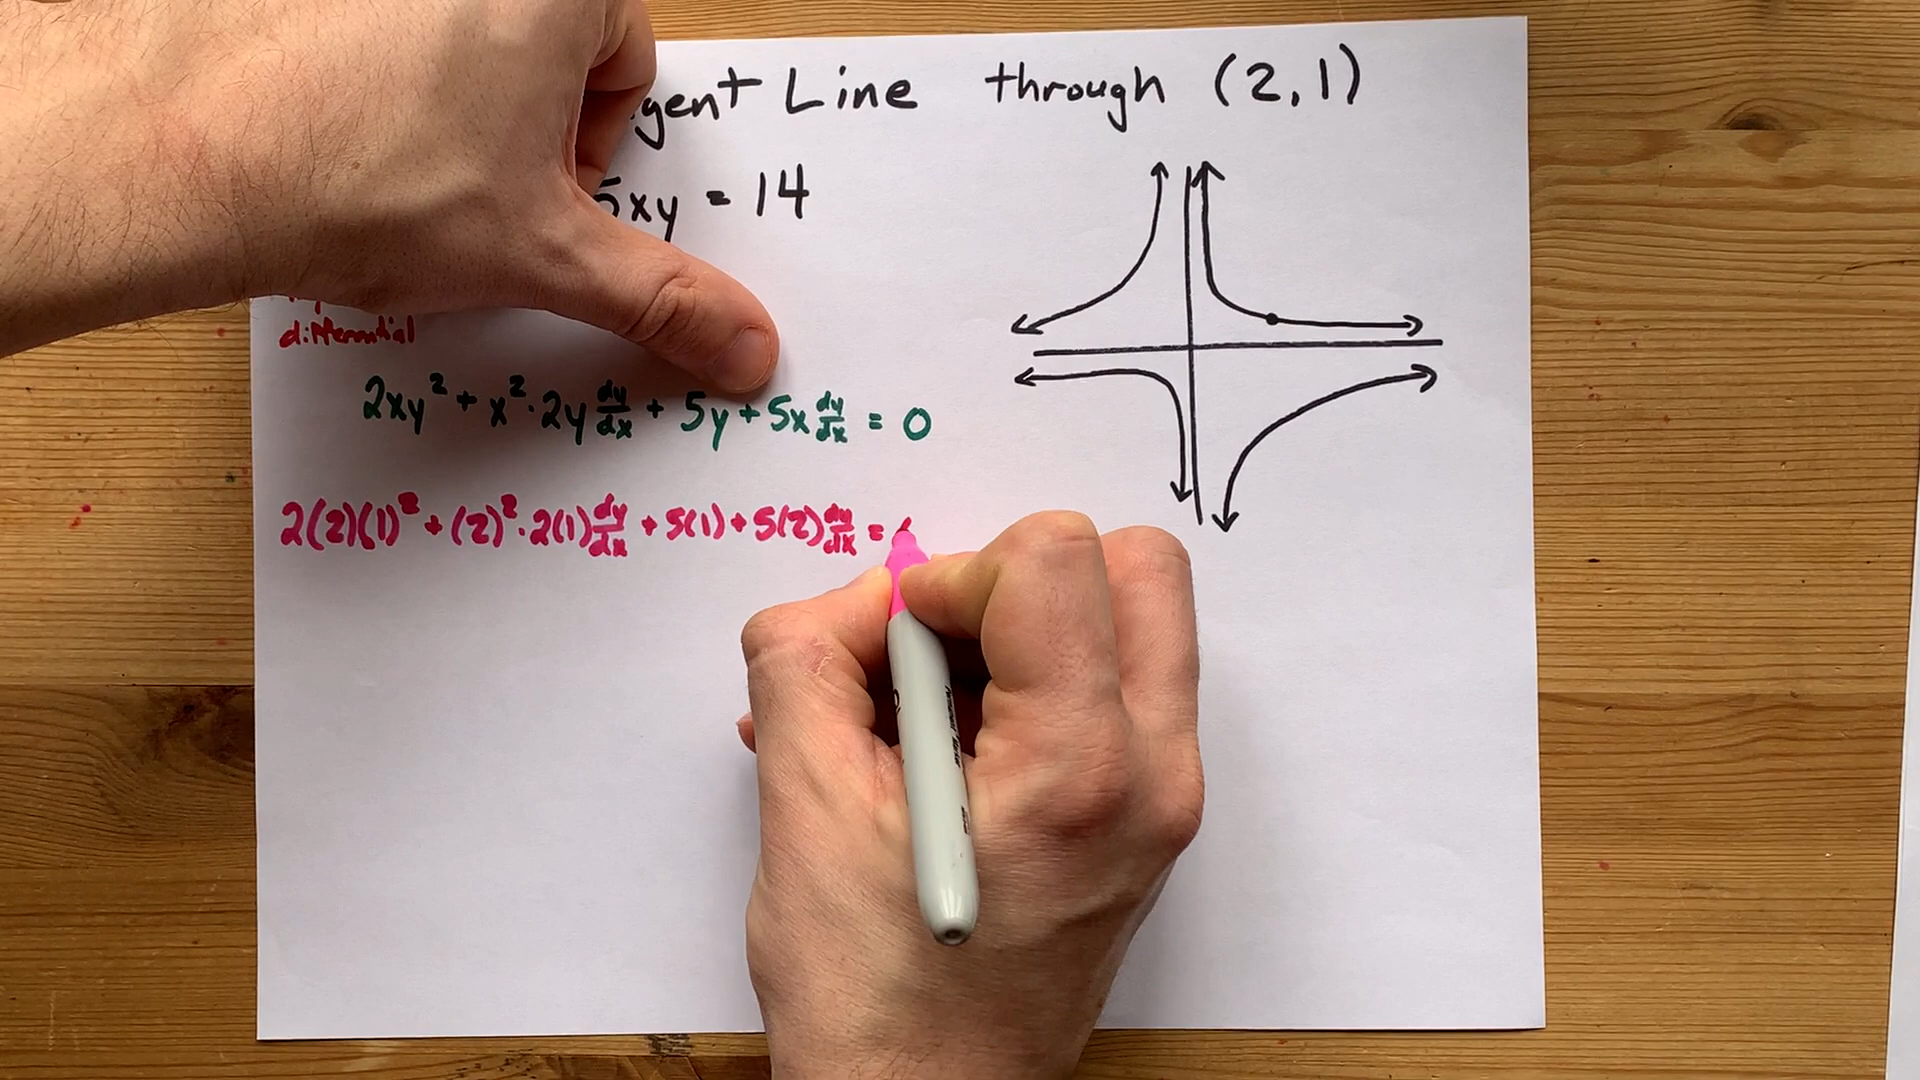 gent Line through (2,1)
5xy = 14
differential
2xy² + x²·2y dy/dx + 5y + 5x dy/dx = 0
2(2)(1)² + (2)²·2(1) dy/dx + 5(1) + 5(2) dy/dx =